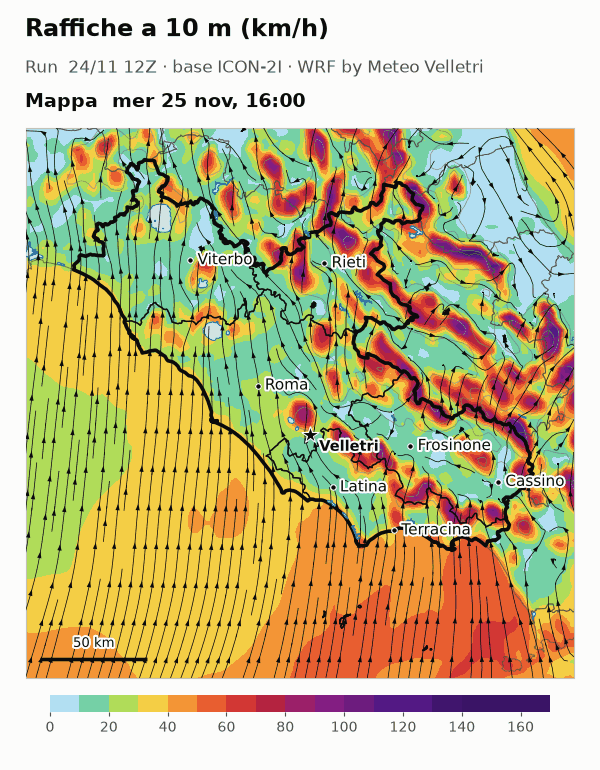 Raffiche a 10 m (km/h)
Run 24/11 12Z · base ICON-2I · WRF by Meteo Velletri
Mappa mer 25 nov, 16:00
Viterbo
Rieti
Roma
Velletri
Frosinone
Cassino
Latina
Terracina
50 km
0 20 40 60 80 100 120 140 160